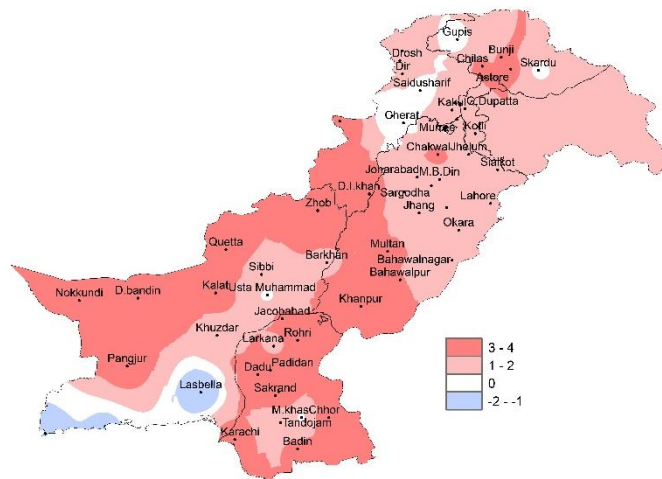 Gupis
Drosh
Bunji
Dir
Chilas
Skardu
Astore
Saidusharif
Kakul
G.Dupatta
Cherat
Murree
Kotli
Chakwal
Jhelum
Sialkot
Joharabad
M.B.Din
D.I.khan
Sargodha
Lahore
Zhob
Jhang
Okara
Quetta
Multan
Barkhan
Bahawalnagar
Sibbi
Bahawalpur
Nokkundi
D.bandin
Kalat
Usta Muhammad
Khanpur
Jacobabad
Khuzdar
Rohri
Larkana
Panjgur
Padidan
Dadu
Lasbella
Sakrand
M.khas
Chhor
Tandojam
Karachi
Badin
3 - 4
1 - 2
0
-2 - -1